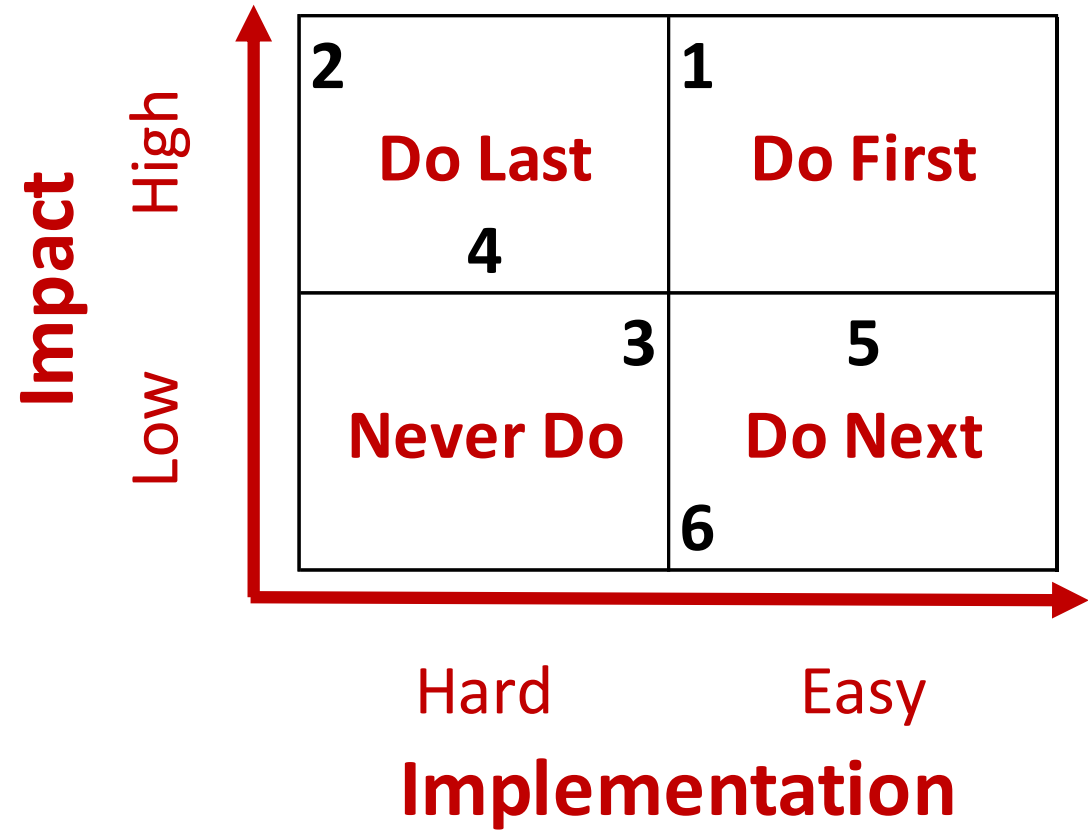 Impact
High
Low
2
1
Do Last
Do First
4
3
5
Never Do
Do Next
6
Hard
Easy
Implementation